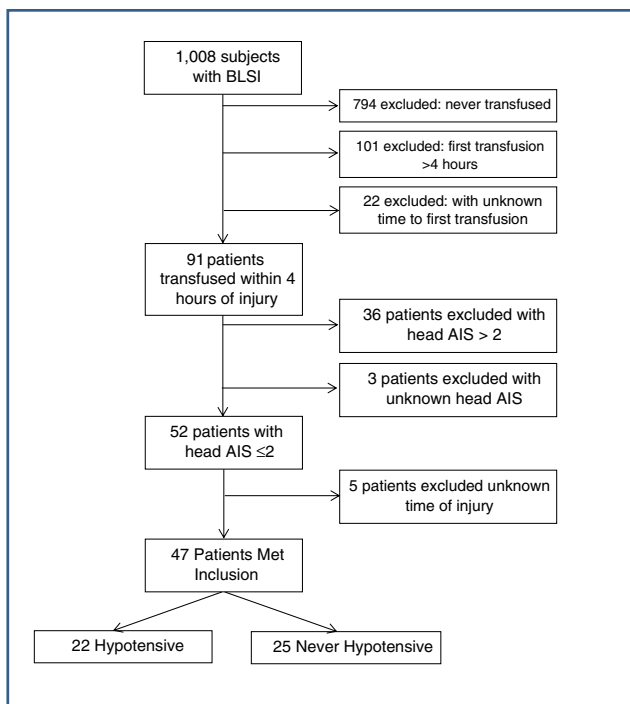 1,008 subjects
with BLSI
794 excluded: never transfused
101 excluded: first transfusion
>4 hours
22 excluded: with unknown
time to first transfusion
91 patients
transfused within 4
hours of injury
36 patients excluded with
head AIS > 2
3 patients excluded with
unknown head AIS
52 patients with
head AIS ≤2
5 patients excluded unknown
time of injury
47 Patients Met
Inclusion
22 Hypotensive
25 Never Hypotensive